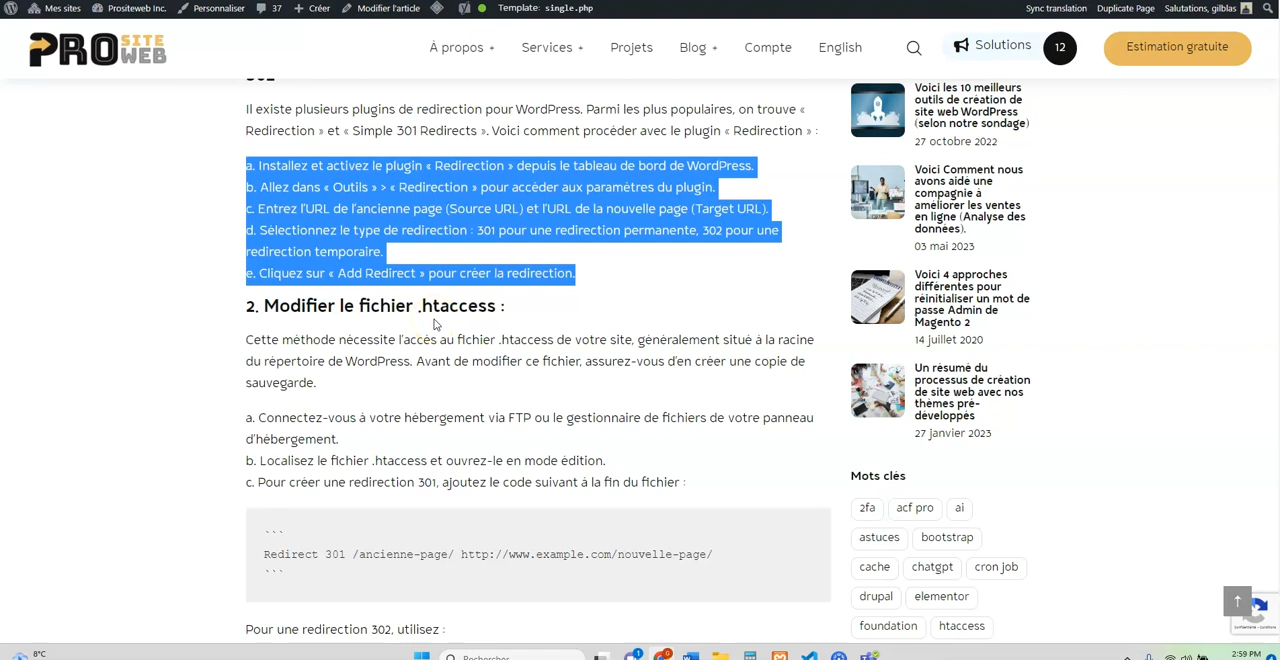 Mes sites
Prositeweb Inc.
Personnaliser
37
Créer
Modifier l'article
Template: single.php
Sync translation
Duplicate Page
Salutations, gilblas
PRO SITE WEB
À propos +
Services +
Projets
Blog +
Compte
English
Solutions
12
Estimation gratuite
302
Il existe plusieurs plugins de redirection pour WordPress. Parmi les plus populaires, on trouve «
Redirection » et « Simple 301 Redirects ». Voici comment procéder avec le plugin « Redirection » :
a. Installez et activez le plugin « Redirection » depuis le tableau de bord de WordPress.
b. Allez dans « Outils » > « Redirection » pour accéder aux paramètres du plugin.
c. Entrez l'URL de l'ancienne page (Source URL) et l'URL de la nouvelle page (Target URL).
d. Sélectionnez le type de redirection : 301 pour une redirection permanente, 302 pour une
redirection temporaire.
e. Cliquez sur « Add Redirect » pour créer la redirection.
2. Modifier le fichier .htaccess :
Cette méthode nécessite l'accès au fichier .htaccess de votre site, généralement situé à la racine
du répertoire de WordPress. Avant de modifier ce fichier, assurez-vous d'en créer une copie de
sauvegarde.
a. Connectez-vous à votre hébergement via FTP ou le gestionnaire de fichiers de votre panneau
d'hébergement.
b. Localisez le fichier .htaccess et ouvrez-le en mode édition.
c. Pour créer une redirection 301, ajoutez le code suivant à la fin du fichier :
```
Redirect 301 /ancienne-page/ http://www.example.com/nouvelle-page/
```
Pour une redirection 302, utilisez :
Voici les 10 meilleurs
outils de création de
site web WordPress
(selon notre sondage)
27 octobre 2022
Voici Comment nous
avons aidé une
compagnie à
améliorer les ventes
en ligne (Analyse des
données).
03 mai 2023
Voici 4 approches
différentes pour
réinitialiser un mot de
passe Admin de
Magento 2
14 juillet 2020
Un résumé du
processus de création
de site web avec nos
thèmes pré-
développés
27 janvier 2023
Mots clés
2fa
acf pro
ai
astuces
bootstrap
cache
chatgpt
cron job
drupal
elementor
foundation
htaccess
8°C
Rechercher
2:59 PM